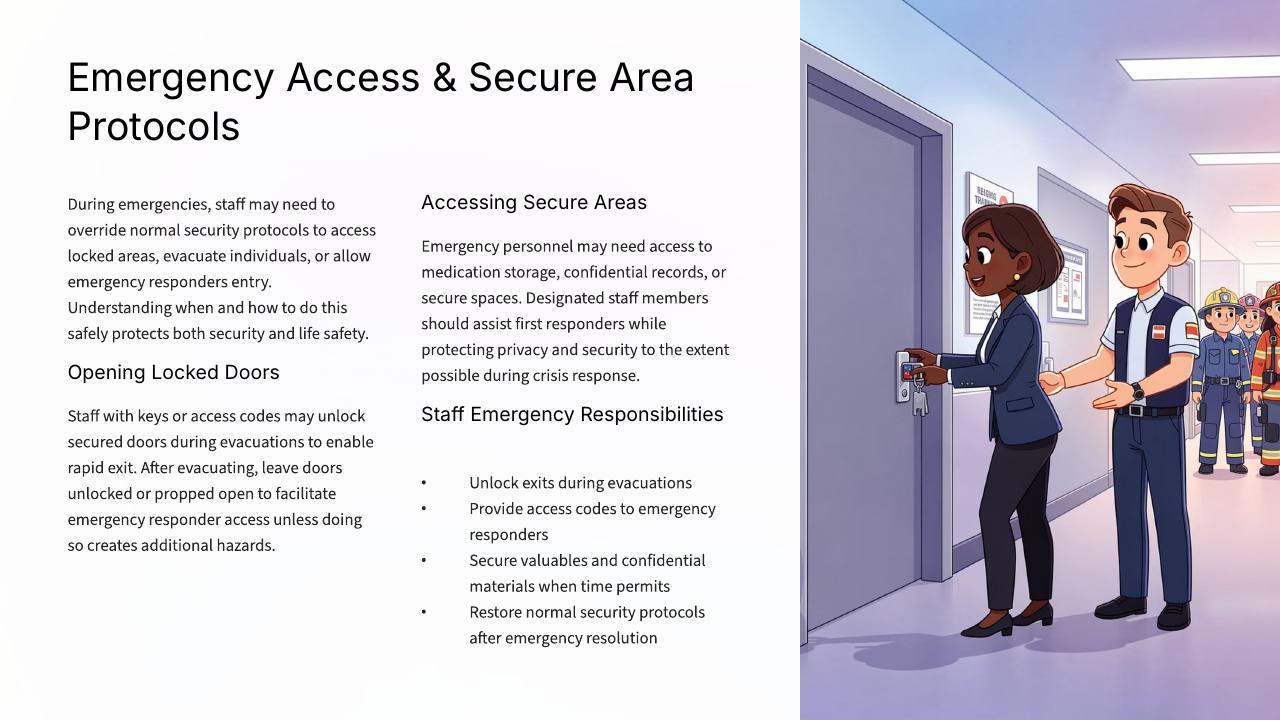 Emergency Access & Secure Area
Protocols
During emergencies, staff may need to
override normal security protocols to access
locked areas, evacuate individuals, or allow
emergency responders entry.
Understanding when and how to do this
safely protects both security and life safety.
Opening Locked Doors
Staff with keys or access codes may unlock
secured doors during evacuations to enable
rapid exit. After evacuating, leave doors
unlocked or propped open to facilitate
emergency responder access unless doing
so creates additional hazards.
Accessing Secure Areas
Emergency personnel may need access to
medication storage, confidential records, or
secure spaces. Designated staff members
should assist first responders while
protecting privacy and security to the extent
possible during crisis response.
Staff Emergency Responsibilities
• Unlock exits during evacuations
• Provide access codes to emergency
responders
• Secure valuables and confidential
materials when time permits
• Restore normal security protocols
after emergency resolution